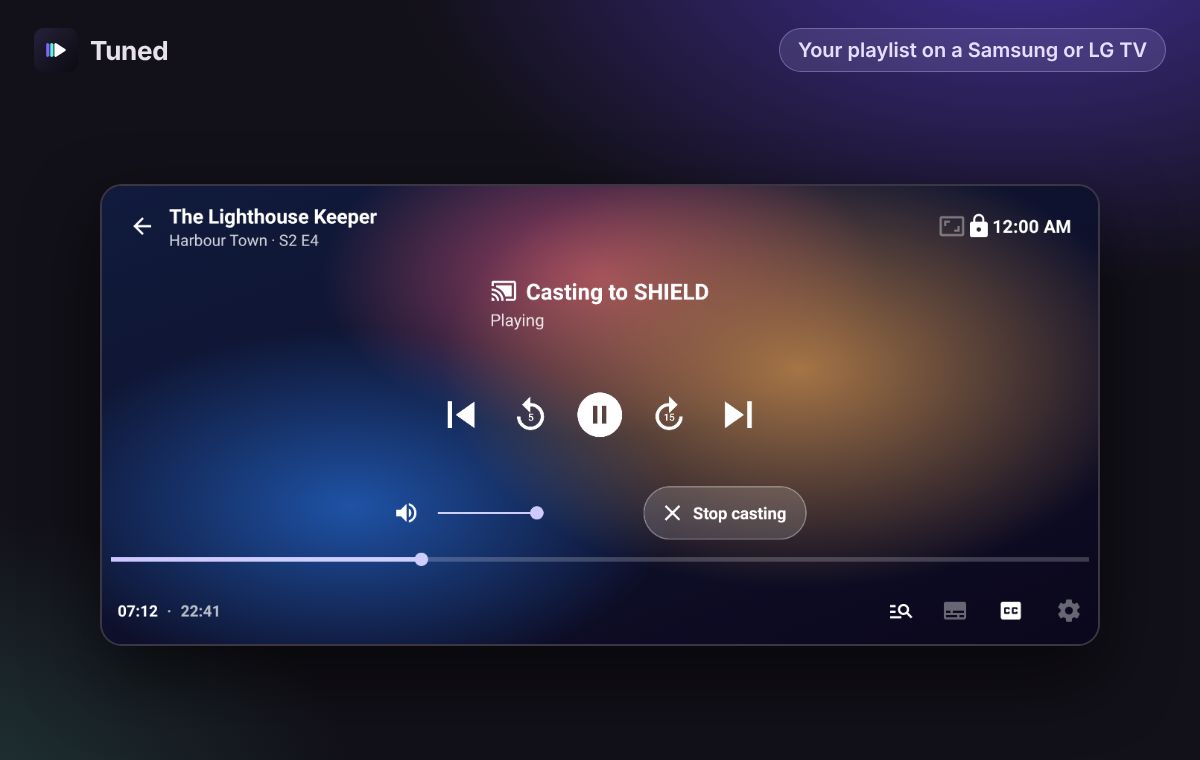 Tuned
Your playlist on a Samsung or LG TV
The Lighthouse Keeper
Harbour Town · S2 E4
12:00 AM
Casting to SHIELD
Playing
5
15
Stop casting
07:12 · 22:41
CC